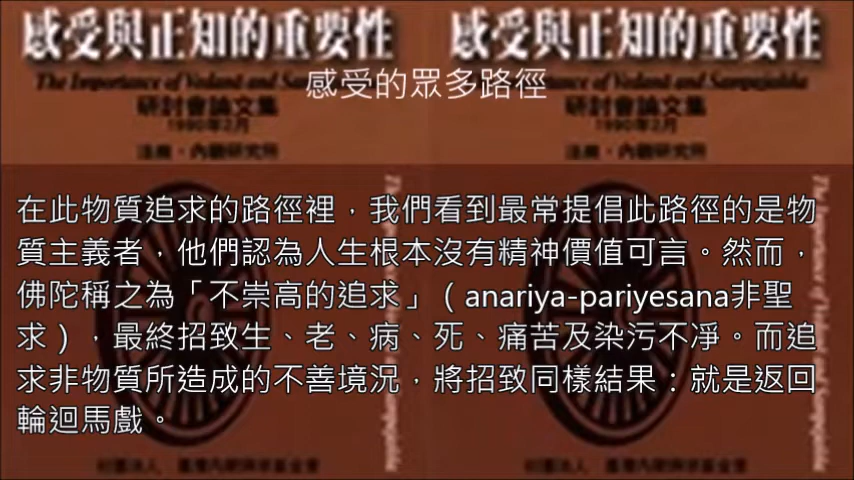 感受與正知的重要性 感受與正知的重要性
The Importance of Vedanā and Sampajañña
感受的眾多路徑
研討會論文集 研討會論文集
1990年2月 1990年2月
法崗·內觀研究所 法崗·內觀研究所
在此物質追求的路徑裡，我們看到最常提倡此路徑的是物
質主義者，他們認為人生根本沒有精神價值可言。然而，
佛陀稱之為「不崇高的追求」（anariya-pariyesana非聖
求），最終招致生、老、病、死、痛苦及染污不淨。而追
求非物質所造成的不善境況，將招致同樣結果：就是返回
輪迴馬戲。